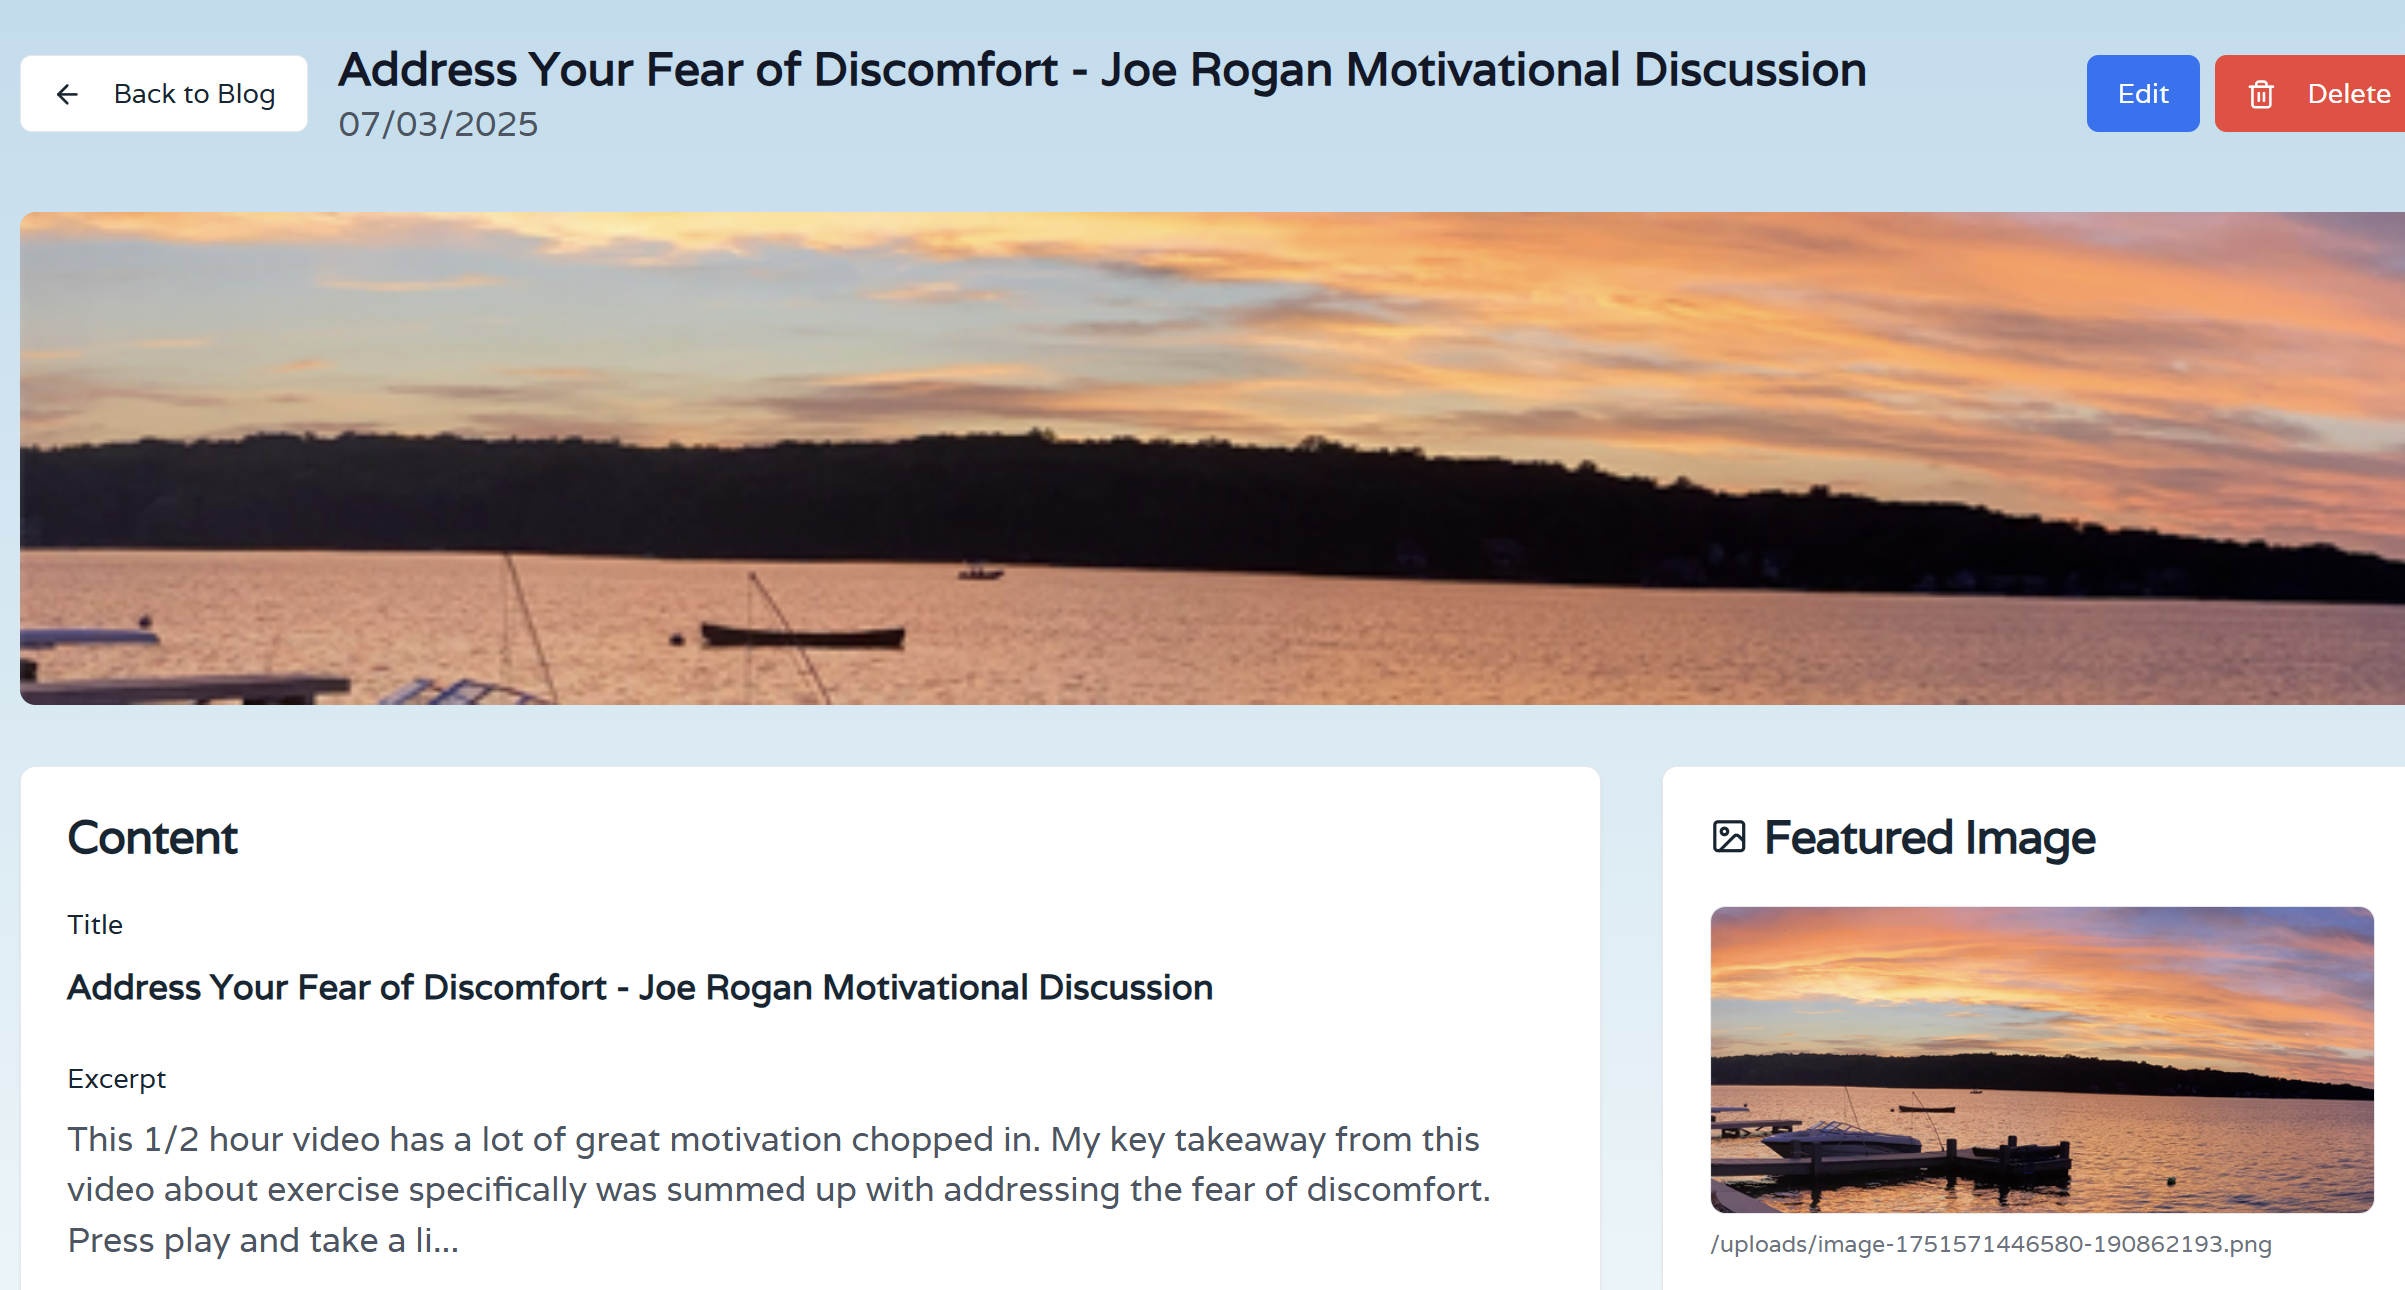 Back to Blog
Address Your Fear of Discomfort - Joe Rogan Motivational Discussion
07/03/2025
Edit
Delete
Content
Title
Address Your Fear of Discomfort - Joe Rogan Motivational Discussion
Excerpt
This 1/2 hour video has a lot of great motivation chopped in. My key takeaway from this
video about exercise specifically was summed up with addressing the fear of discomfort.
Press play and take a li...
Featured Image
/uploads/image-1751571446580-190862193.png